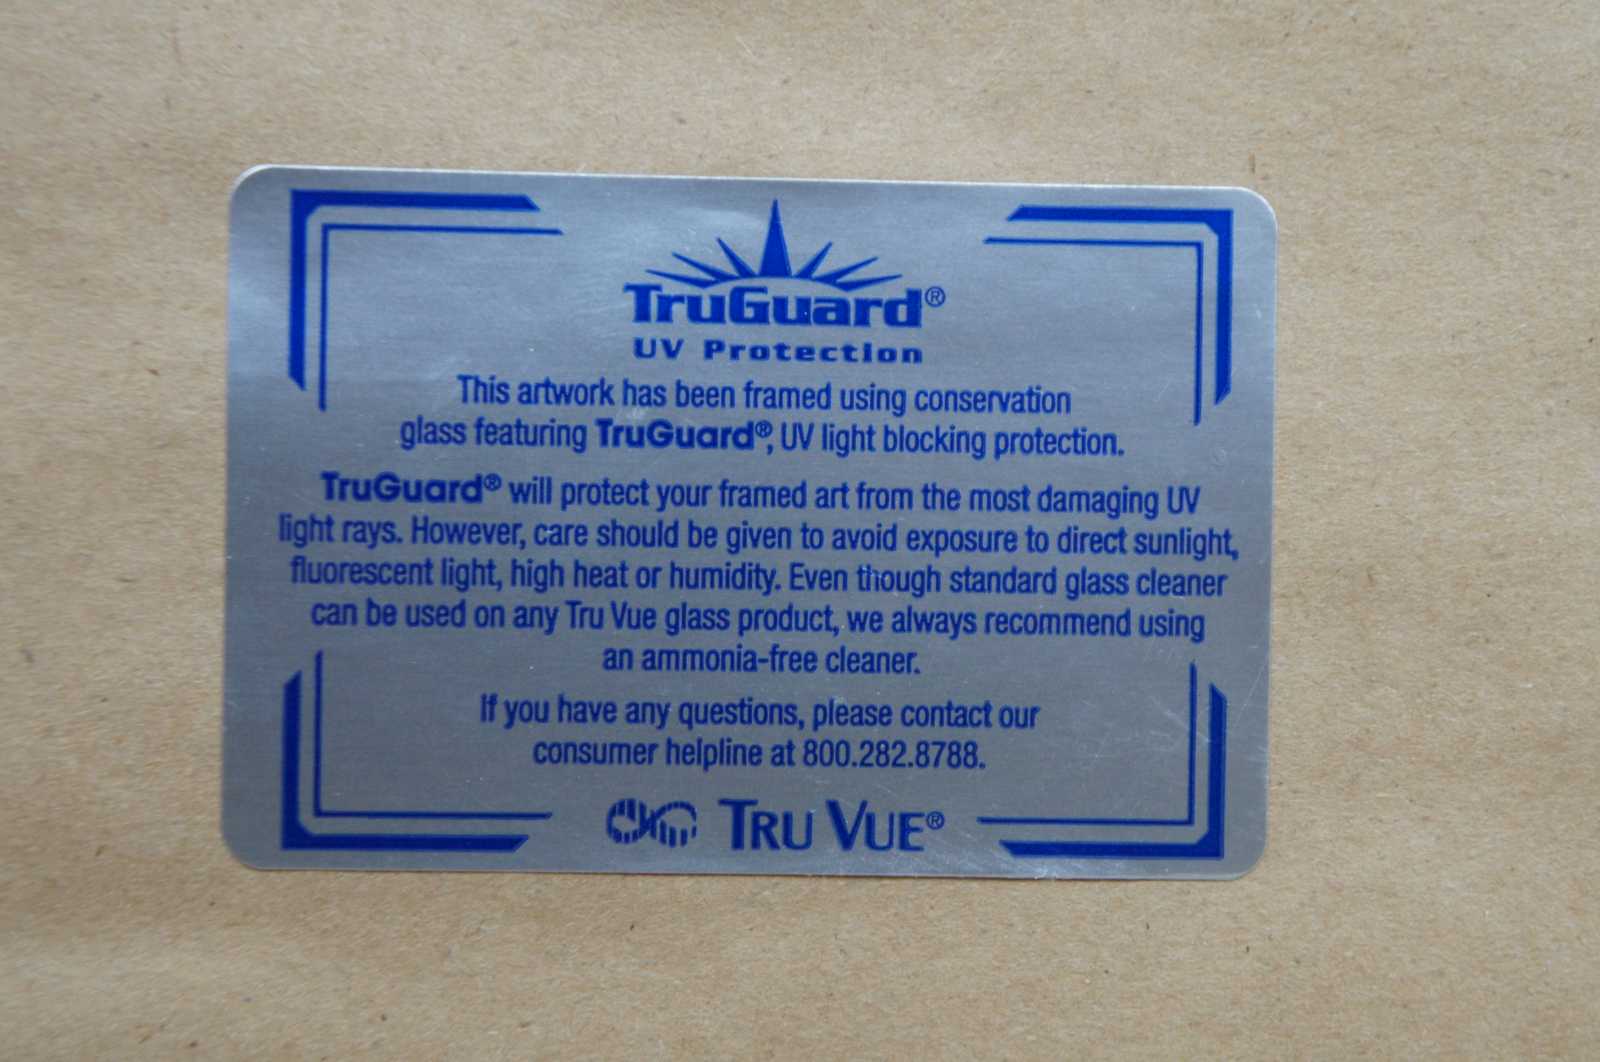 TruGuard®
UV Protection
This artwork has been framed using conservation
glass featuring TruGuard®, UV light blocking protection.
TruGuard® will protect your framed art from the most damaging UV
light rays. However, care should be given to avoid exposure to direct sunlight,
fluorescent light, high heat or humidity. Even though standard glass cleaner
can be used on any Tru Vue glass product, we always recommend using
an ammonia-free cleaner.
If you have any questions, please contact our
consumer helpline at 800.282.8788.
TRU VUE®